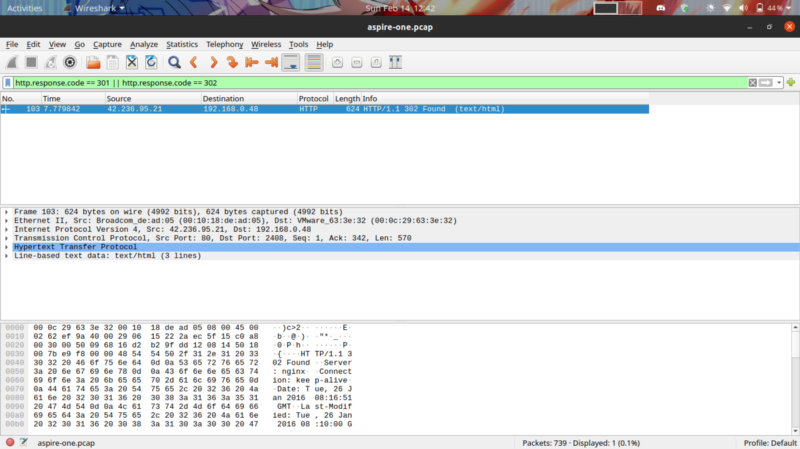 Activities Wireshark Sun Feb 14 12:42 44 %
aspire-one.pcap
File Edit View Go Capture Analyze Statistics Telephony Wireless Tools Help
http.response.code == 301 || http.response.code == 302
No. Time Source Destination Protocol Length Info
103 7.779842 42.236.95.21 192.168.0.48 HTTP 624 HTTP/1.1 302 Found (text/html)
Frame 103: 624 bytes on wire (4992 bits), 624 bytes captured (4992 bits)
Ethernet II, Src: Broadcom_de:ad:05 (00:10:18:de:ad:05), Dst: VMware_63:3e:32 (00:0c:29:63:3e:32)
Internet Protocol Version 4, Src: 42.236.95.21, Dst: 192.168.0.48
Transmission Control Protocol, Src Port: 80, Dst Port: 2408, Seq: 1, Ack: 342, Len: 570
Hypertext Transfer Protocol
Line-based text data: text/html (3 lines)
0000 00 0c 29 63 3e 32 00 10 18 de ad 05 08 00 45 00 ··)c>2·· ······E·
0010 02 62 ef 9a 40 00 29 06 15 22 2a ec 5f 15 c0 a8 ·b··@·)· ·"*·_···
0020 00 30 00 50 09 68 16 d2 b2 9f dd 12 08 14 50 18 ·0·P·h·· ······P·
0030 00 7b e9 f8 00 00 48 54 54 50 2f 31 2e 31 20 33 ·{····HT TP/1.1 3
0040 30 32 20 46 6f 75 6e 64 0d 0a 53 65 72 76 65 72 02 Found ··Server
0050 3a 20 6e 67 69 6e 78 0d 0a 43 6f 6e 6e 65 63 74 : nginx· ·Connect
0060 69 6f 6e 3a 20 6b 65 65 70 2d 61 6c 69 76 65 0d ion: kee p-alive·
0070 0a 44 61 74 65 3a 20 54 75 65 2c 20 32 36 20 4a ·Date: T ue, 26 J
0080 61 6e 20 32 30 31 36 20 30 38 3a 31 36 3a 35 31 an 2016 08:16:51
0090 20 47 4d 54 0d 0a 4c 61 73 74 2d 4d 6f 64 69 66 GMT··La st-Modif
00a0 69 65 64 3a 20 54 75 65 2c 20 32 36 20 4a 61 6e ied: Tue , 26 Jan
00b0 20 32 30 31 36 20 30 38 3a 31 30 3a 30 30 20 47 2016 08 :10:00 G
aspire-one.pcap Packets: 739 · Displayed: 1 (0.1%) Profile: Default